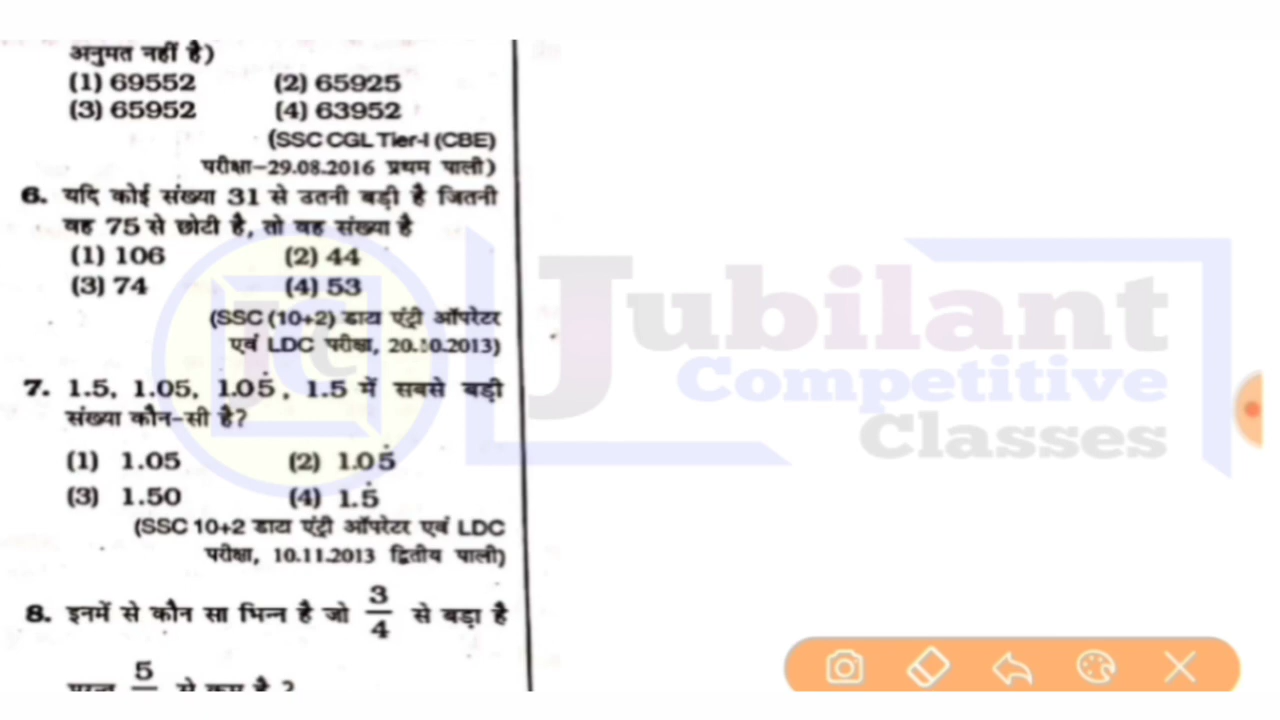 अनुमत नहीं है)
(1) 69552 (2) 65925
(3) 65952 (4) 63952
(SSC CGL Tier-I (CBE)
परीक्षा-29.08.2016 प्रथम पाली)
6. यदि कोई संख्या 31 से उतनी बड़ी है जितनी
वह 75 से छोटी है, तो वह संख्या है
(1) 106 (2) 44
(3) 74 (4) 53
(SSC (10+2) डाटा एंट्री ऑपरेटर
एवं LDC परीक्षा, 20.10.2013)
7. 1.5, 1.05, 1.05̇, 1.5 में सबसे बड़ी
संख्या कौन-सी है?
(1) 1.05 (2) 1.05̇
(3) 1.50 (4) 1.5̇
(SSC 10+2 डाटा एंट्री ऑपरेटर एवं LDC
परीक्षा, 10.11.2013 द्वितीय पाली)
8. इनमें से कौन सा भिन्न है जो 3/4 से बड़ा है
5 से कम है ?
Jubilant
Competitive
Classes